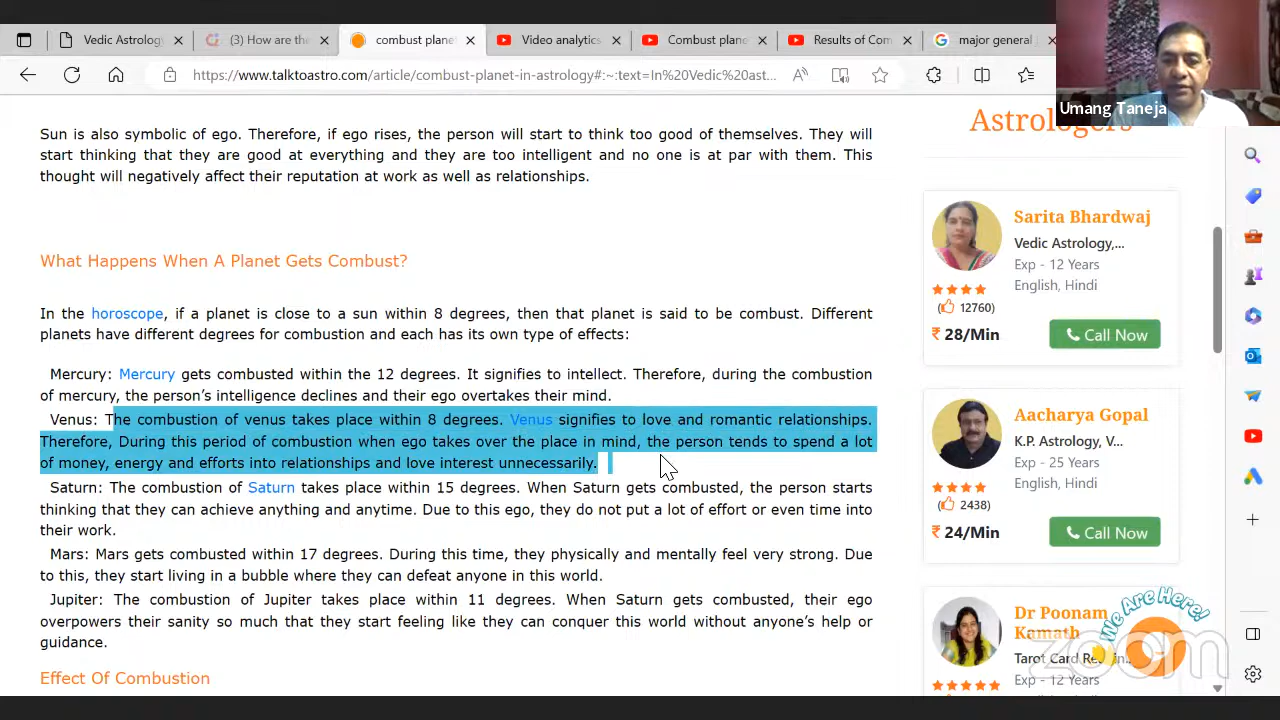 Vedic Astrology
(3) How are the
combust plane
Video analytics
Combust plane
Results of Com
major general
https://www.talktoastro.com/article/combust-planet-in-astrology#:~:text=In%20Vedic%20ast...
Umang Taneja
Sun is also symbolic of ego. Therefore, if ego rises, the person will start to think too good of themselves. They will
start thinking that they are good at everything and they are too intelligent and no one is at par with them. This
thought will negatively affect their reputation at work as well as relationships.
What Happens When A Planet Gets Combust?
In the horoscope, if a planet is close to a sun within 8 degrees, then that planet is said to be combust. Different
planets have different degrees for combustion and each has its own type of effects:
Mercury: Mercury gets combusted within the 12 degrees. It signifies to intellect. Therefore, during the combustion
of mercury, the person's intelligence declines and their ego overtakes their mind.
Venus: The combustion of venus takes place within 8 degrees. Venus signifies to love and romantic relationships.
Therefore, During this period of combustion when ego takes over the place in mind, the person tends to spend a lot
of money, energy and efforts into relationships and love interest unnecessarily.
Saturn: The combustion of Saturn takes place within 15 degrees. When Saturn gets combusted, the person starts
thinking that they can achieve anything and anytime. Due to this ego, they do not put a lot of effort or even time into
their work.
Mars: Mars gets combusted within 17 degrees. During this time, they physically and mentally feel very strong. Due
to this, they start living in a bubble where they can defeat anyone in this world.
Jupiter: The combustion of Jupiter takes place within 11 degrees. When Saturn gets combusted, their ego
overpowers their sanity so much that they start feeling like they can conquer this world without anyone's help or
guidance.
Effect Of Combustion
Astrologers
Sarita Bhardwaj
Vedic Astrology,...
Exp - 12 Years
English, Hindi
(12760)
₹ 28/Min
Call Now
Aacharya Gopal
K.P. Astrology, V...
Exp - 25 Years
English, Hindi
(2438)
₹ 24/Min
Call Now
Dr Poonam
Kamath
Tarot Card
Exp - 12 Years
We Are Here!
zoom